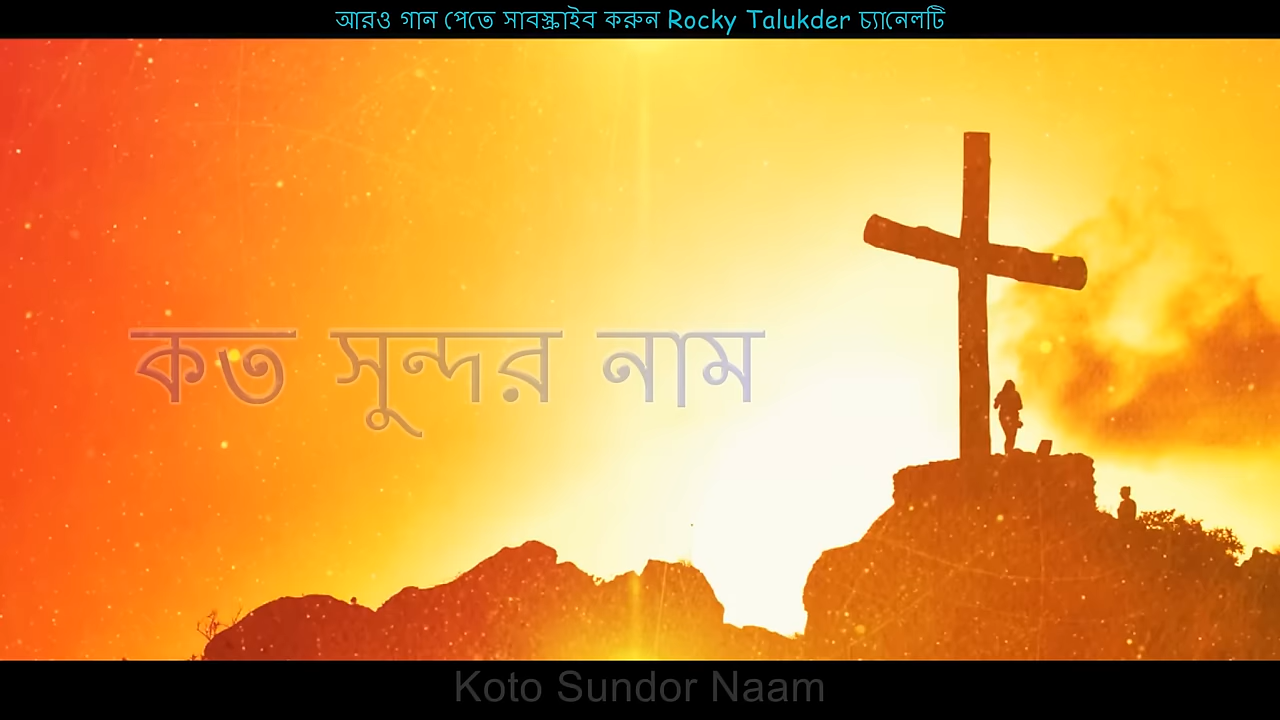 আরও গান পেতে সাবস্ক্রাইব করুন Rocky Talukder চ্যানেলটি
কত সুন্দর নাম
Koto Sundor Naam